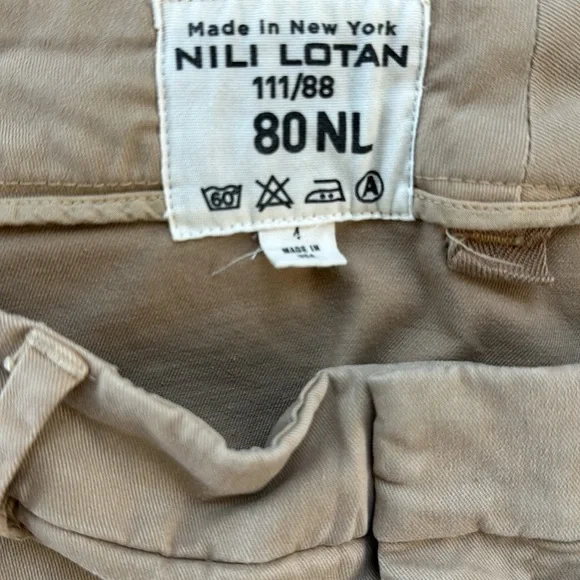 Made in New York
NILI LOTAN
111/88
80 NL
60 A
4
MADE IN
USA